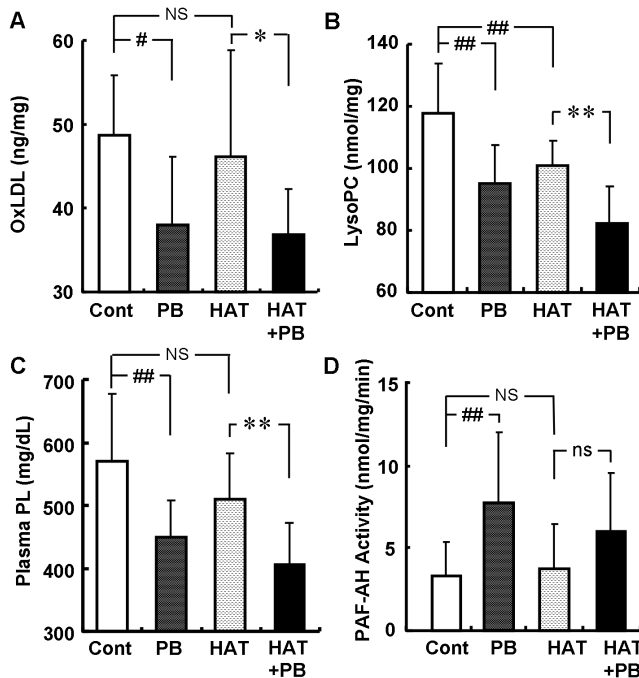 A
OxLDL (ng/mg)
60
50
40
30
NS
#
*
Cont PB HAT HAT
+PB
B
LysoPC (nmol/mg)
140
120
100
80
60
##
##
**
Cont PB HAT HAT
+PB
C
Plasma PL (mg/dL)
700
600
500
400
300
NS
##
**
Cont PB HAT HAT
+PB
D
PAF-AH Activity (nmol/mg/min)
15
10
5
0
NS
##
ns
Cont PB HAT HAT
+PB